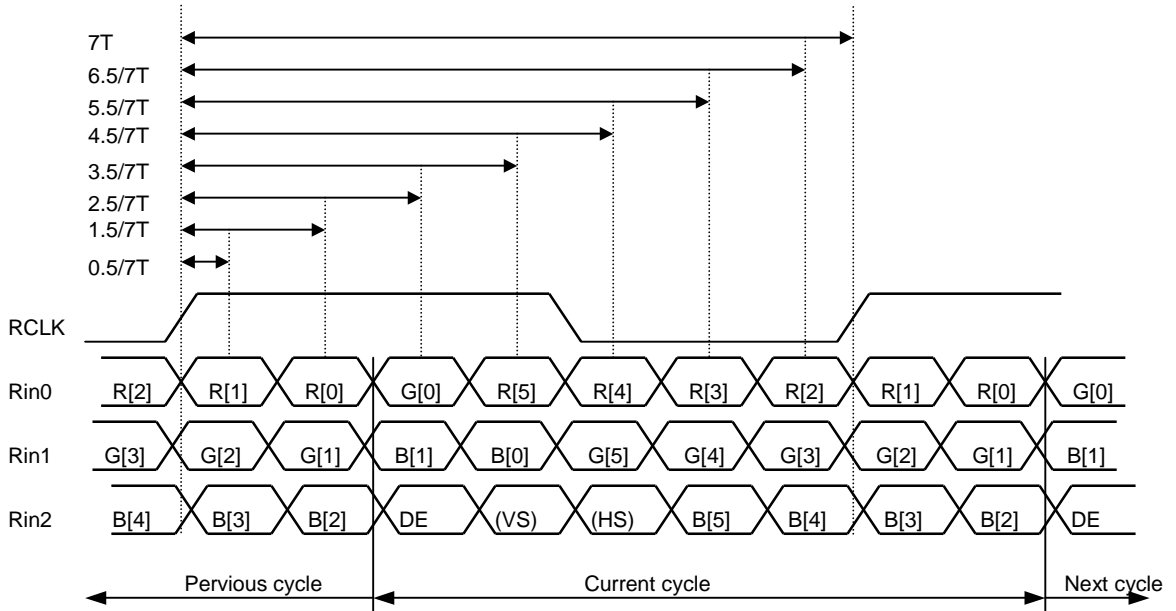 7T
6.5/7T
5.5/7T
4.5/7T
3.5/7T
2.5/7T
1.5/7T
0.5/7T
RCLK
Rin0 R[2] R[1] R[0] G[0] R[5] R[4] R[3] R[2] R[1] R[0] G[0]
Rin1 G[3] G[2] G[1] B[1] B[0] G[5] G[4] G[3] G[2] G[1] B[1]
Rin2 B[4] B[3] B[2] DE (VS) (HS) B[5] B[4] B[3] B[2] DE
Pervious cycle Current cycle Next cycle